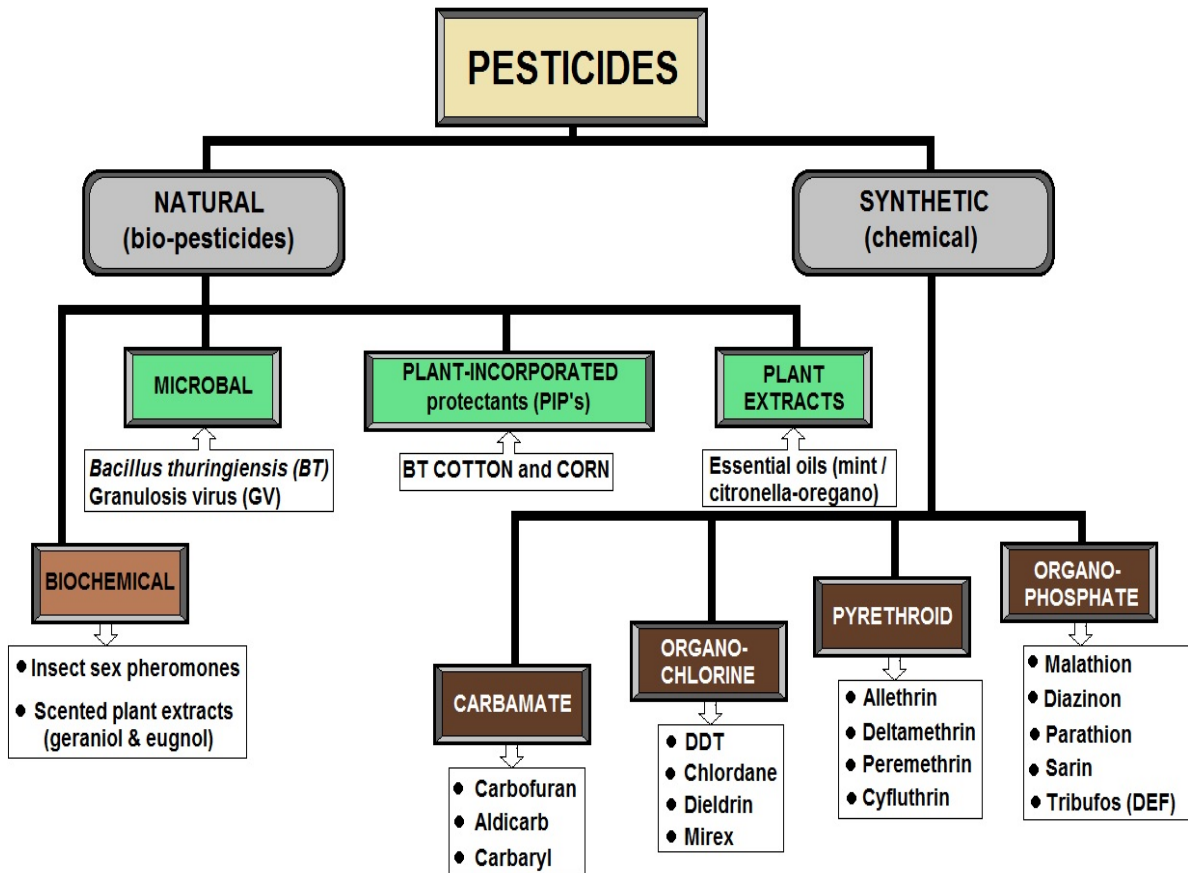 PESTICIDES
NATURAL
(bio-pesticides)
SYNTHETIC
(chemical)
MICROBAL
PLANT-INCORPORATED
protectants (PIP's)
PLANT
EXTRACTS
Bacillus thuringiensis (BT)
Granulosis virus (GV)
BT COTTON and CORN
Essential oils (mint /
citronella-oregano)
BIOCHEMICAL
● Insect sex pheromones
● Scented plant extracts
(geraniol & eugnol)
CARBAMATE
● Carbofuran
● Aldicarb
● Carbaryl
ORGANO-
CHLORINE
● DDT
● Chlordane
● Dieldrin
● Mirex
PYRETHROID
● Allethrin
● Deltamethrin
● Peremethrin
● Cyfluthrin
ORGANO-
PHOSPHATE
● Malathion
● Diazinon
● Parathion
● Sarin
● Tribufos (DEF)